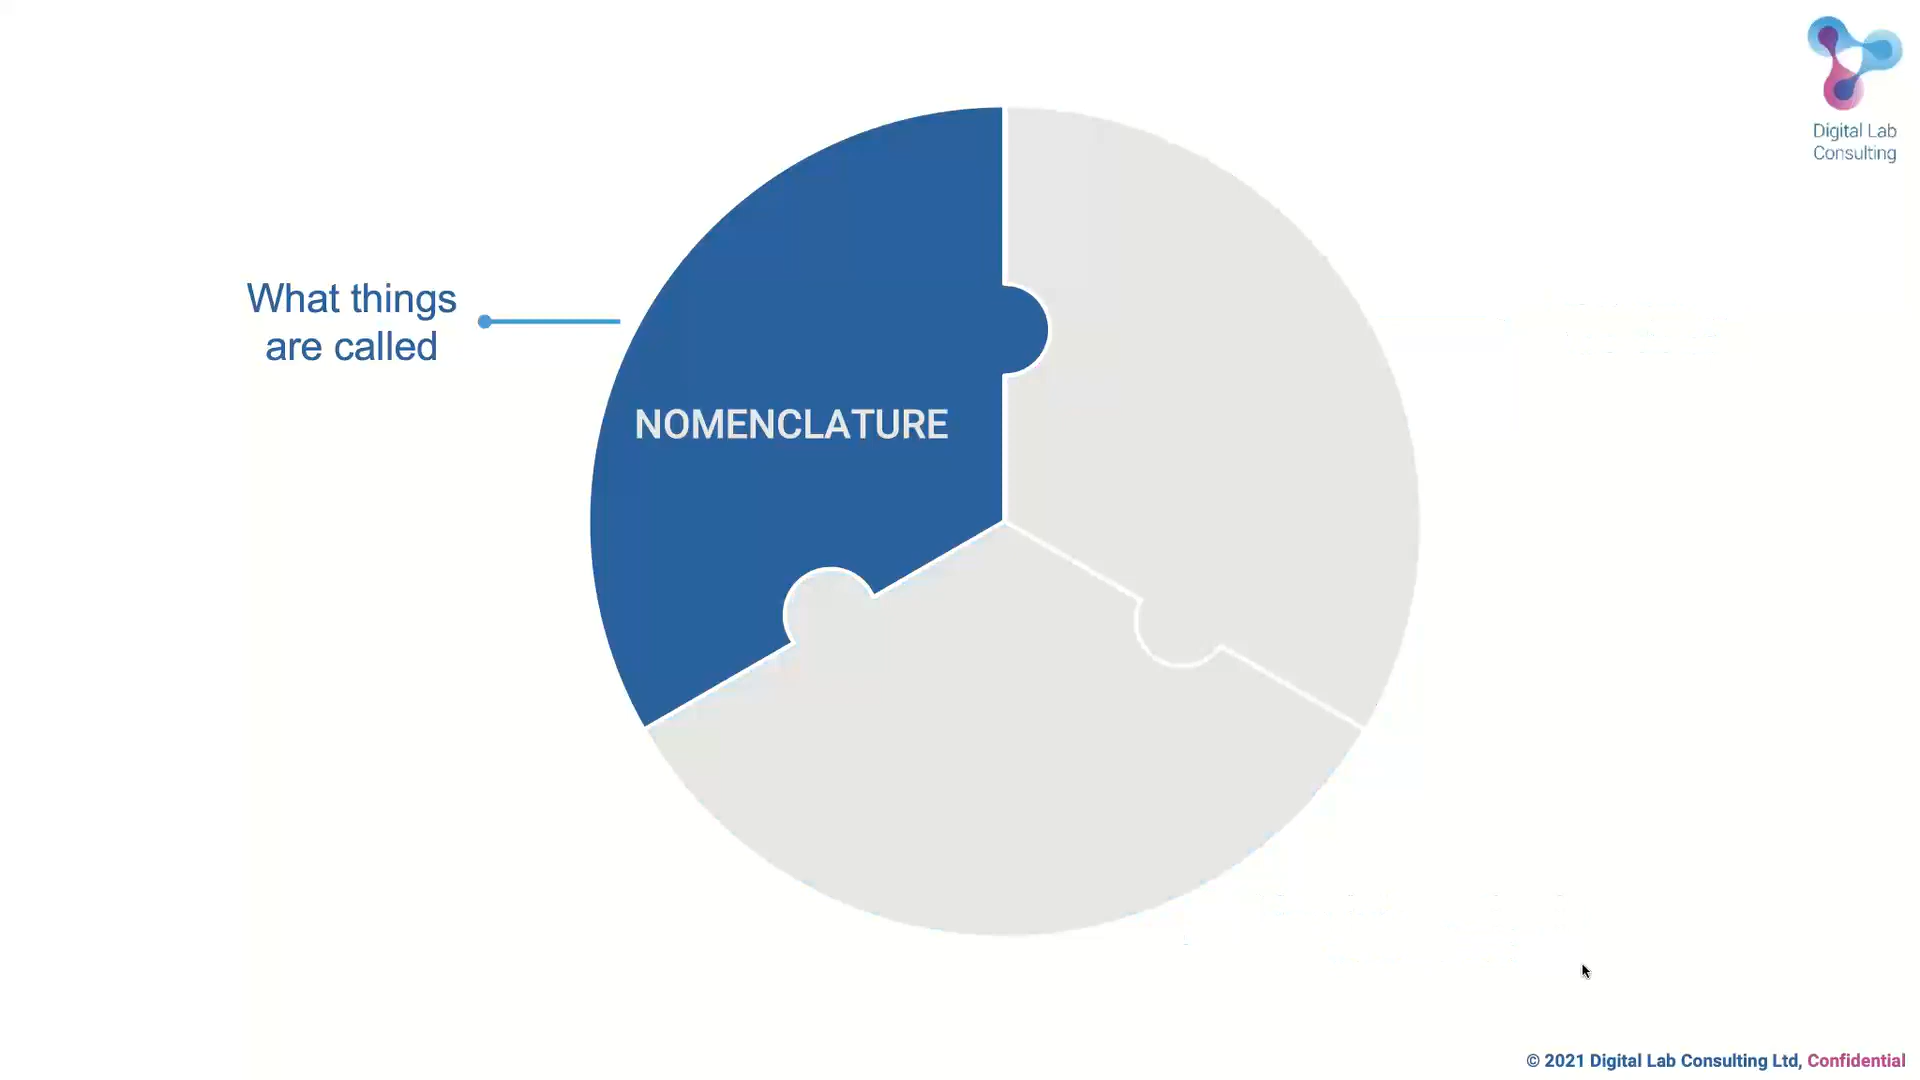 Digital Lab
Consulting
What things
are called
NOMENCLATURE
© 2021 Digital Lab Consulting Ltd, Confidential